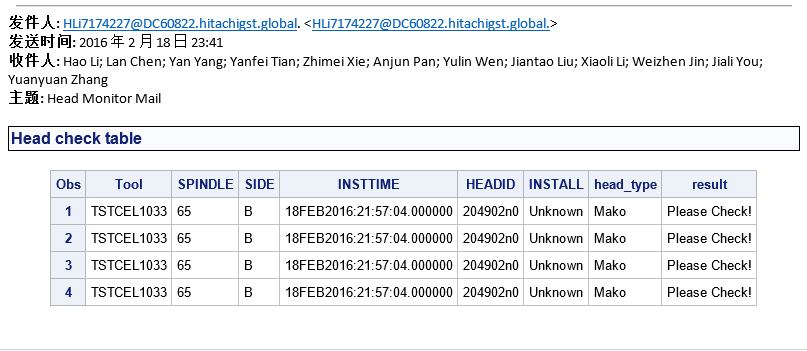 发件人: HLi7174227@DC60822.hitachigst.global. <HLi7174227@DC60822.hitachigst.global.>
发送时间: 2016 年 2 月 18 日 23:41
收件人: Hao Li; Lan Chen; Yan Yang; Yanfei Tian; Zhimei Xie; Anjun Pan; Yulin Wen; Jiantao Liu; Xiaoli Li; Weizhen Jin; Jiali You;
Yuanyuan Zhang
主题: Head Monitor Mail
Head check table
Obs Tool SPINDLE SIDE INSTTIME HEADID INSTALL head_type result
1 TSTCEL1033 65 B 18FEB2016:21:57:04.000000 204902n0 Unknown Mako Please Check!
2 TSTCEL1033 65 B 18FEB2016:21:57:04.000000 204902n0 Unknown Mako Please Check!
3 TSTCEL1033 65 B 18FEB2016:21:57:04.000000 204902n0 Unknown Mako Please Check!
4 TSTCEL1033 65 B 18FEB2016:21:57:04.000000 204902n0 Unknown Mako Please Check!